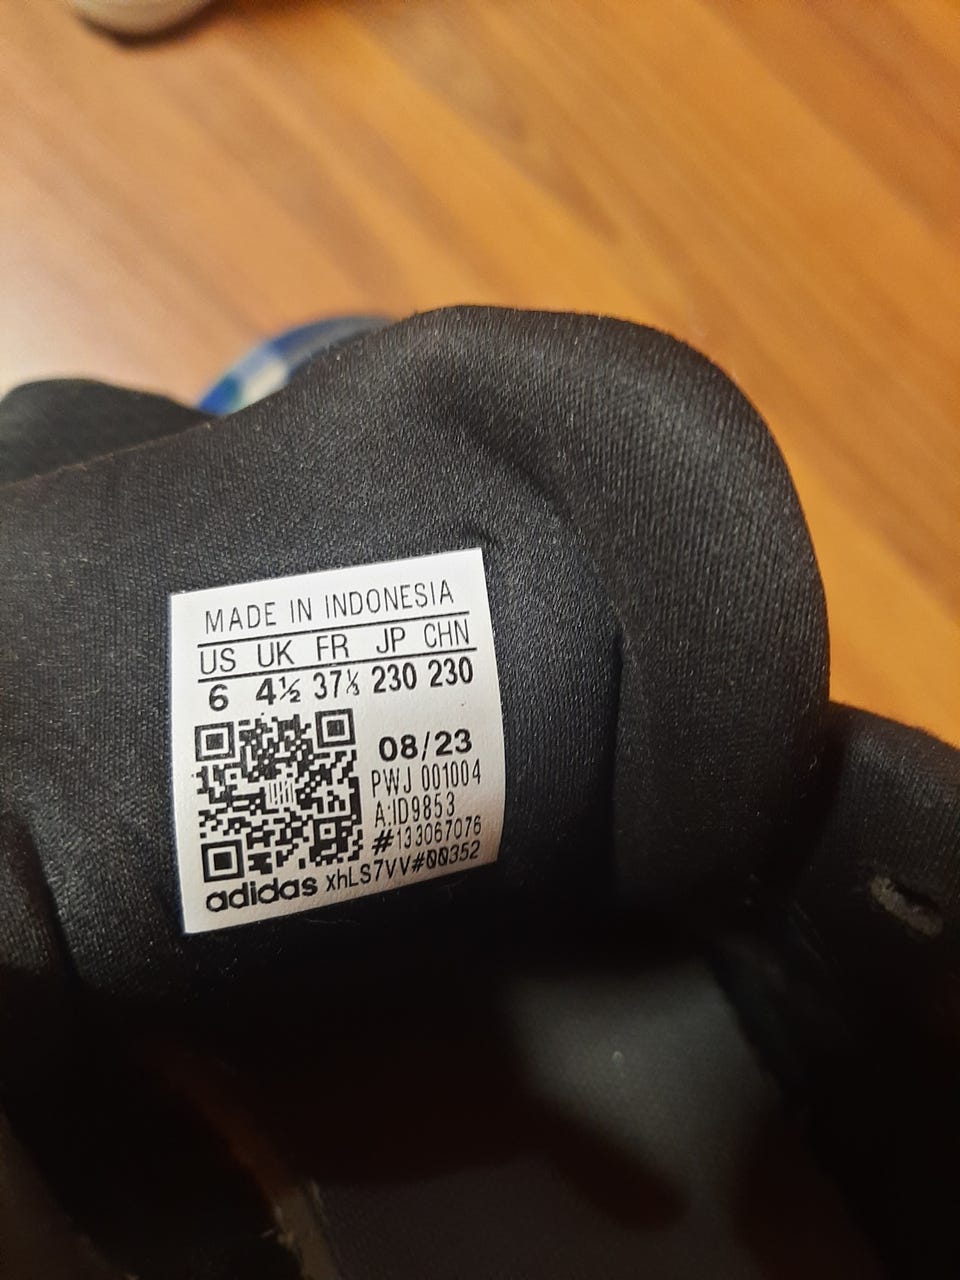 MADE IN INDONESIA
US UK FR JP CHN
6 4½ 37⅓ 230 230
08/23
PWJ 001004
A:ID9853
#133067076
adidas xhLS7VV#00352